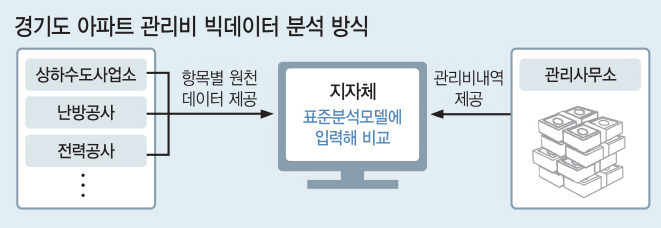 경기도 아파트 관리비 빅데이터 분석 방식
상하수도사업소
난방공사
전력공사
항목별 원천
데이터 제공
지자체
표준분석모델에
입력해 비교
관리비내역
제공
관리사무소